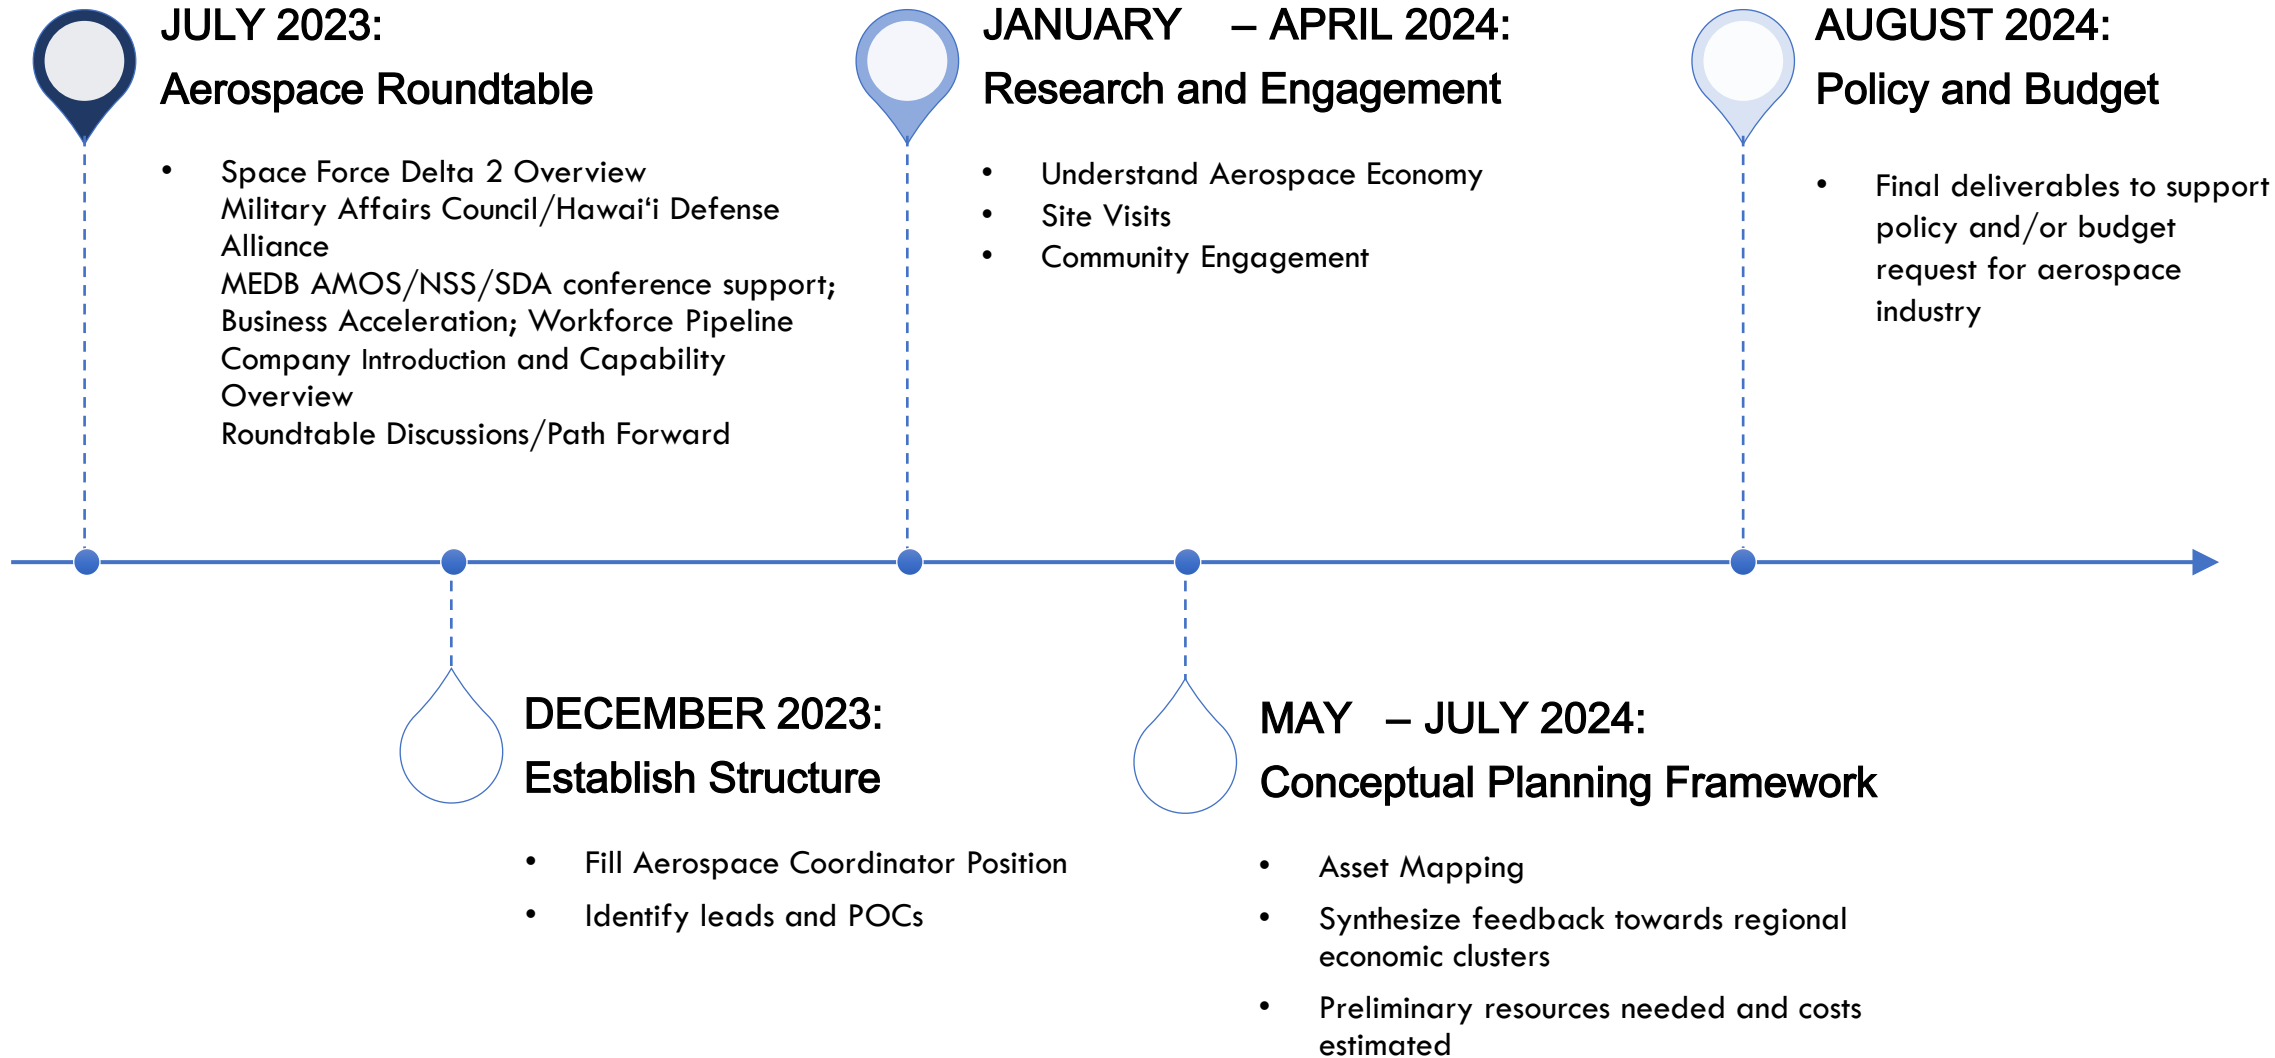 JULY 2023:
Aerospace Roundtable
• Space Force Delta 2 Overview
Military Affairs Council/Hawai‘i Defense
Alliance
MEDB AMOS/NSS/SDA conference support;
Business Acceleration; Workforce Pipeline
Company Introduction and Capability
Overview
Roundtable Discussions/Path Forward
JANUARY – APRIL 2024:
Research and Engagement
• Understand Aerospace Economy
• Site Visits
• Community Engagement
AUGUST 2024:
Policy and Budget
• Final deliverables to support
policy and/or budget
request for aerospace
industry
DECEMBER 2023:
Establish Structure
• Fill Aerospace Coordinator Position
• Identify leads and POCs
MAY – JULY 2024:
Conceptual Planning Framework
• Asset Mapping
• Synthesize feedback towards regional
economic clusters
• Preliminary resources needed and costs
estimated